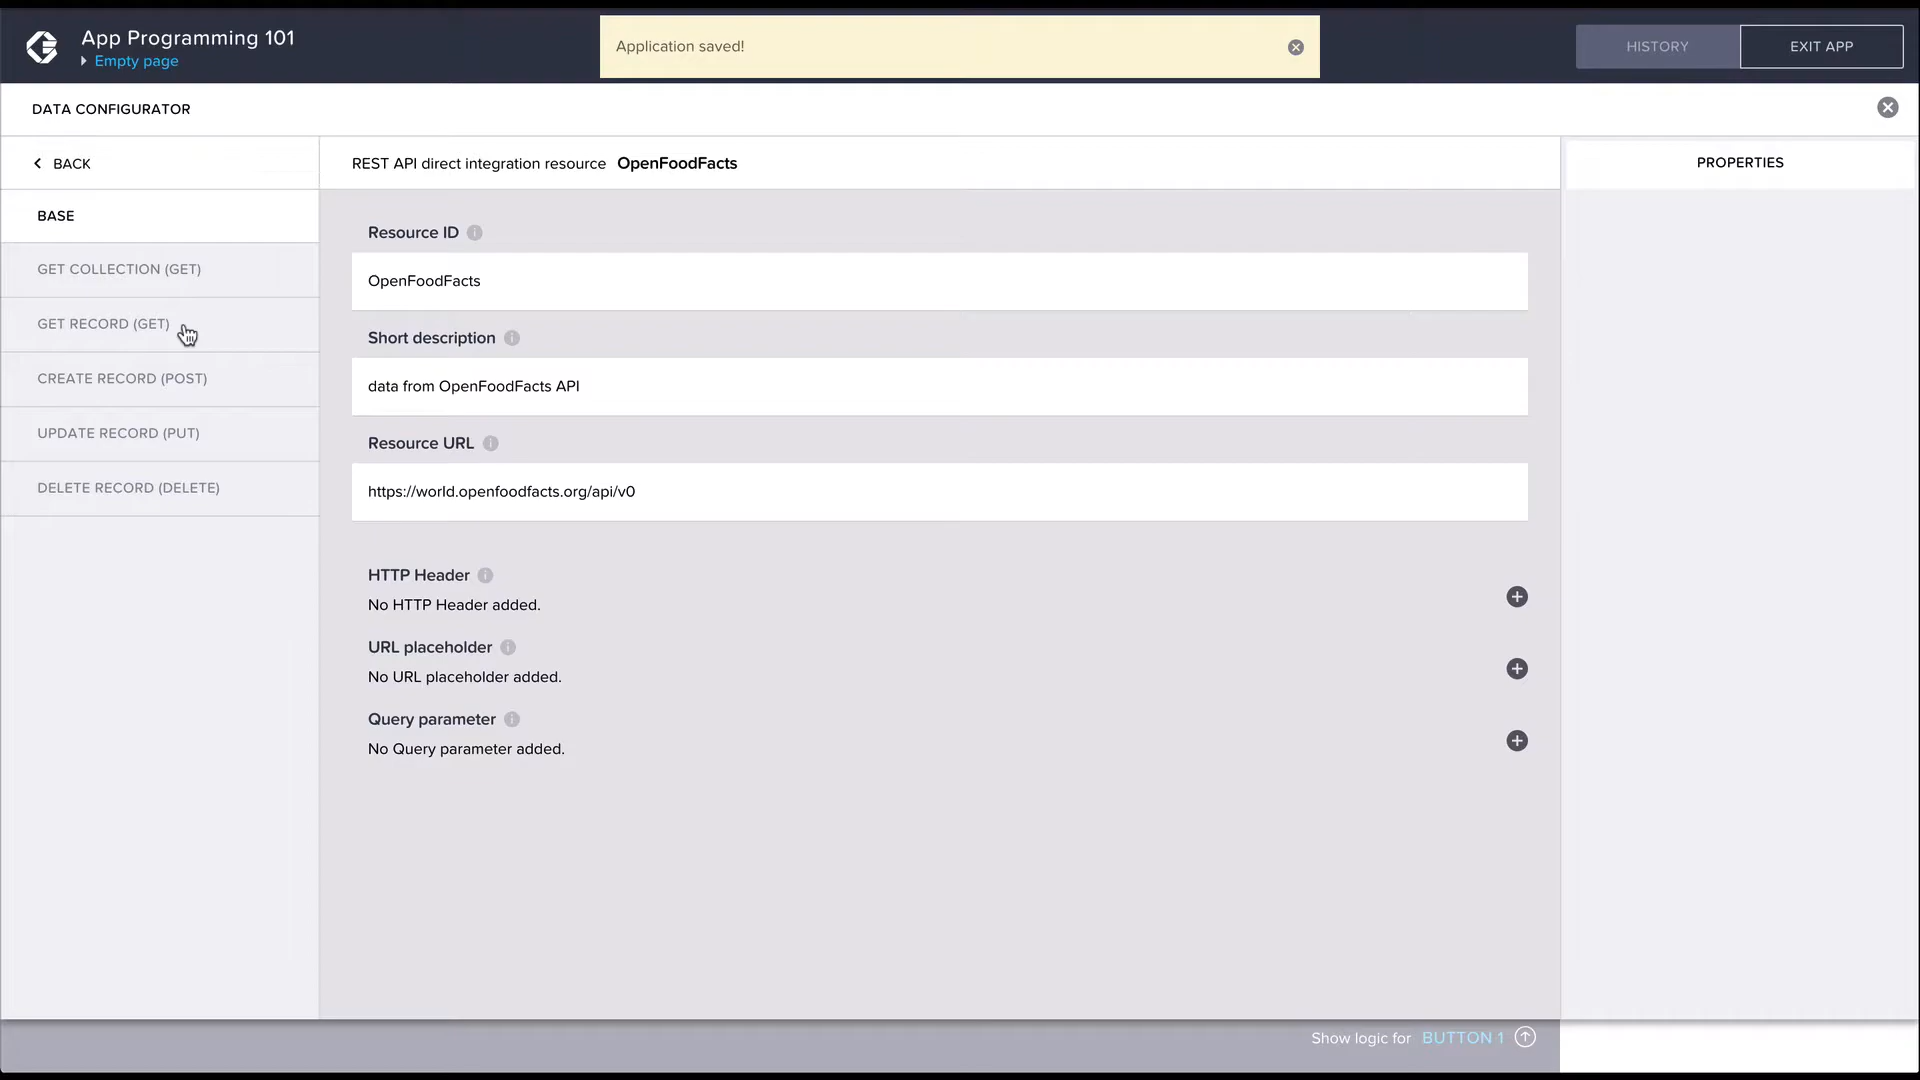 App Programming 101
Empty page
Application saved!
HISTORY
EXIT APP
DATA CONFIGURATOR
BACK
REST API direct integration resource OpenFoodFacts
PROPERTIES
BASE
GET COLLECTION (GET)
GET RECORD (GET)
CREATE RECORD (POST)
UPDATE RECORD (PUT)
DELETE RECORD (DELETE)
Resource ID
OpenFoodFacts
Short description
data from OpenFoodFacts API
Resource URL
https://world.openfoodfacts.org/api/v0
HTTP Header
No HTTP Header added.
URL placeholder
No URL placeholder added.
Query parameter
No Query parameter added.
Show logic for BUTTON 1